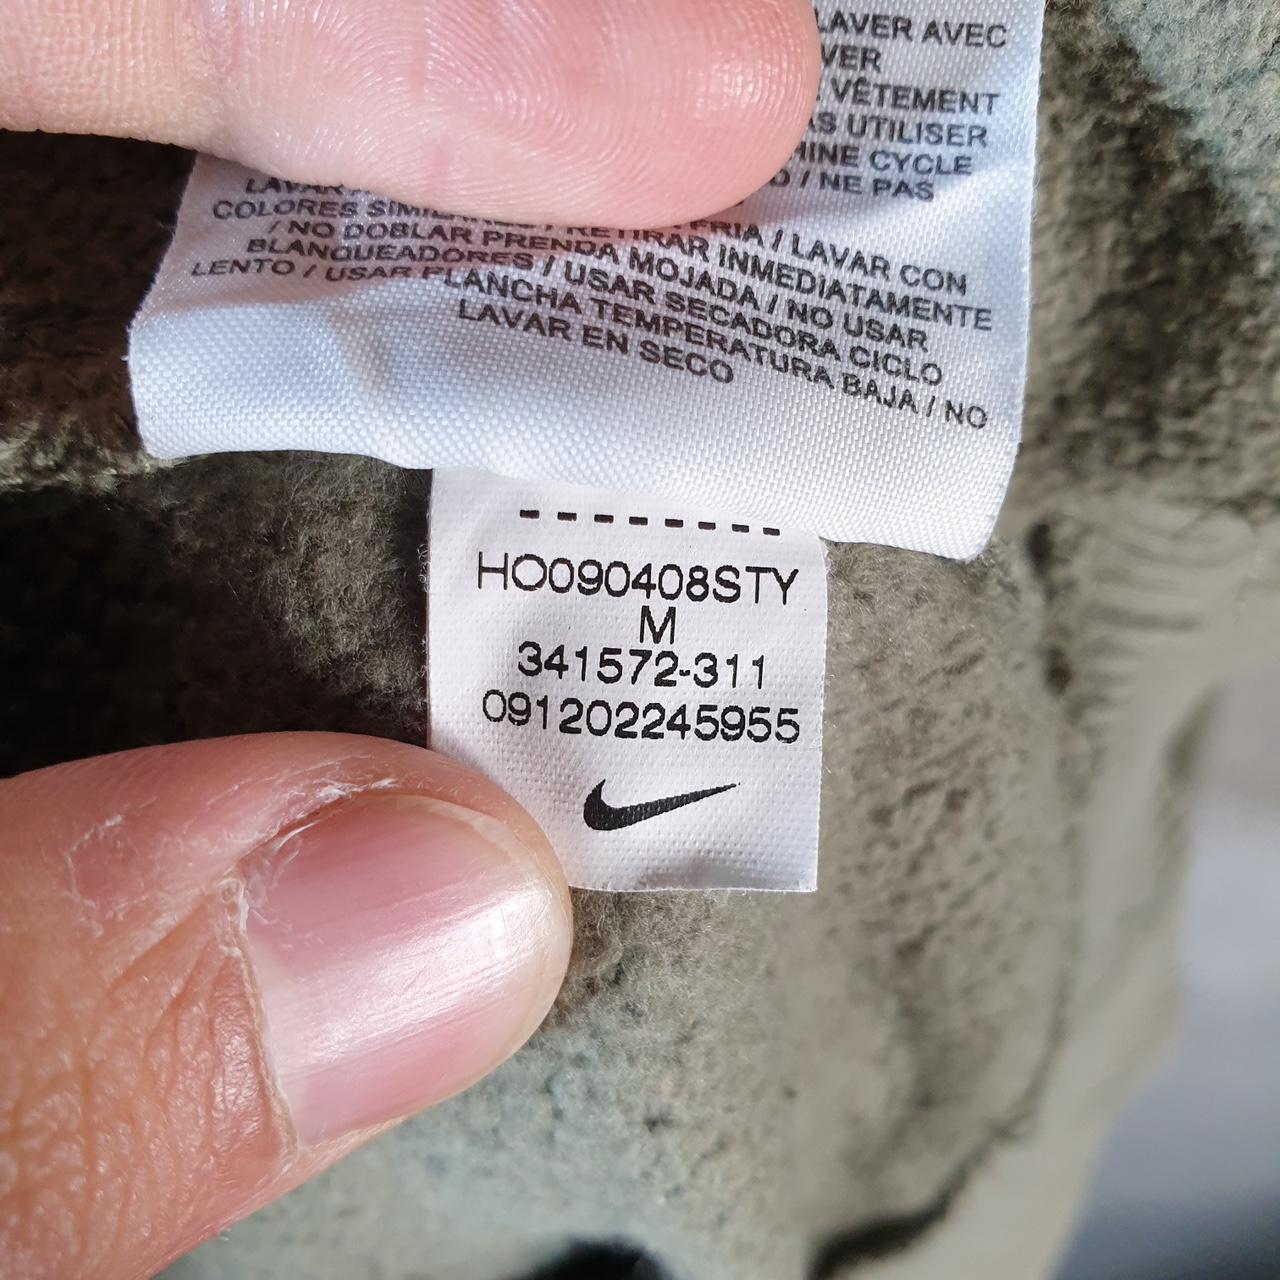 LAVER AVEC
VER
VÊTEMENT
AS UTILISER
HINE CYCLE
/ NE PAS
LAVAR
COLORES FRIA / LAVAR CON
/ NO DOBLAR PRENDA RETIRAR INMEDIATAMENTE
BLANQUEADORES / USAR MOJADA / NO USAR
LENTO / USAR PLANCHA SECADORA CICLO
TEMPERATURA BAJA / NO
LAVAR EN SECO
HO090408STY
M
341572-311
091202245955